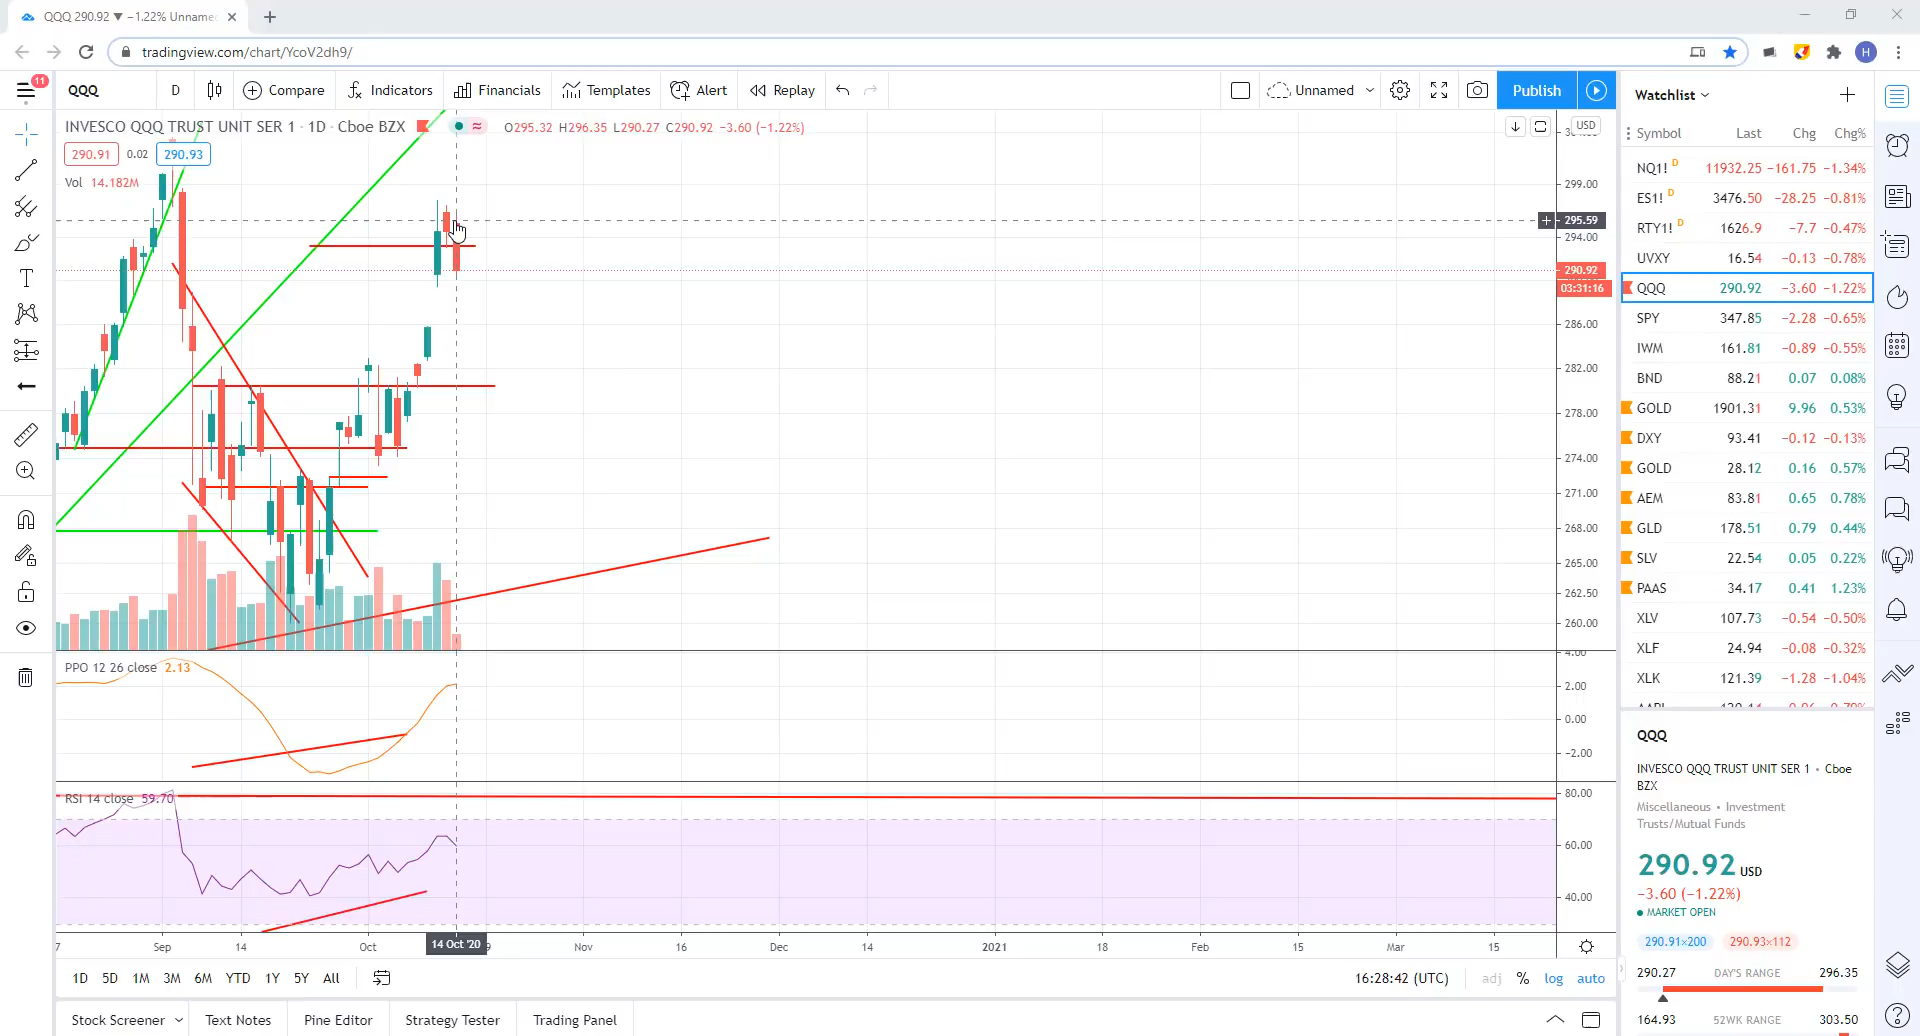 QQQ 290.92 ▼ −1.22% Unname
tradingview.com/chart/YcoV2dh9/
H
11
QQQ D Compare Indicators Financials Templates Alert Replay Unnamed Publish
INVESCO QQQ TRUST UNIT SER 1 · 1D · Cboe BZX O295.32 H296.35 L290.27 C290.92 −3.60 (−1.22%)
290.91 0.02 290.93
Vol 14.182M
USD
299.00
295.59
294.00
290.92
03:31:16
286.00
282.00
278.00
274.00
271.00
268.00
265.00
262.50
260.00
PPO 12 26 close 2.13
4.00
2.00
0.00
−2.00
RSI 14 close 59.70
80.00
60.00
40.00
7 Sep 14 Oct 14 Oct '20 9 Nov 16 Dec 14 2021 18 Feb 15 Mar 15
1D 5D 1M 3M 6M YTD 1Y 5Y All
16:28:42 (UTC) adj % log auto
Stock Screener Text Notes Pine Editor Strategy Tester Trading Panel
Watchlist
Symbol Last Chg Chg%
NQ1! D 11932.25 −161.75 −1.34%
ES1! D 3476.50 −28.25 −0.81%
RTY1! D 1626.9 −7.7 −0.47%
UVXY 16.54 −0.13 −0.78%
QQQ 290.92 −3.60 −1.22%
SPY 347.85 −2.28 −0.65%
IWM 161.81 −0.89 −0.55%
BND 88.21 0.07 0.08%
GOLD 1901.31 9.96 0.53%
DXY 93.41 −0.12 −0.13%
GOLD 28.12 0.16 0.57%
AEM 83.81 0.65 0.78%
GLD 178.51 0.79 0.44%
SLV 22.54 0.05 0.22%
PAAS 34.17 0.41 1.23%
XLV 107.73 −0.54 −0.50%
XLF 24.94 −0.08 −0.32%
XLK 121.39 −1.28 −1.04%
QQQ
INVESCO QQQ TRUST UNIT SER 1 • Cboe
BZX
Miscellaneous • Investment
Trusts/Mutual Funds
290.92 USD
−3.60 (−1.22%)
MARKET OPEN
290.91×200 290.93×112
290.27 DAY'S RANGE 296.35
164.93 52WK RANGE 303.50